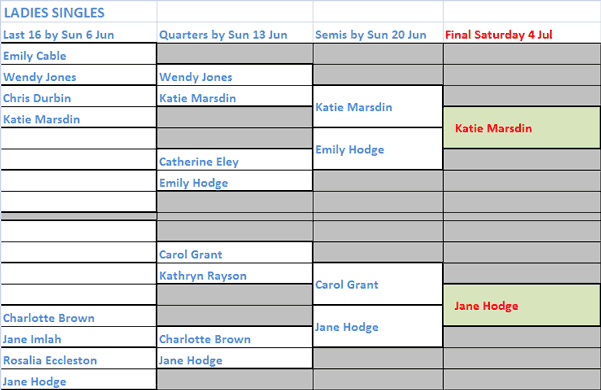 LADIES SINGLES
Last 16 by Sun 6 Jun Quarters by Sun 13 Jun Semis by Sun 20 Jun Final Saturday 4 Jul
Emily Cable
Wendy Jones Wendy Jones
Chris Durbin Katie Marsdin
Katie Marsdin
Katie Marsdin
Katie Marsdin
Emily Hodge
Catherine Eley
Emily Hodge
Carol Grant
Kathryn Rayson
Carol Grant
Jane Hodge
Charlotte Brown
Jane Hodge
Jane Imlah Charlotte Brown
Rosalia Eccleston Jane Hodge
Jane Hodge